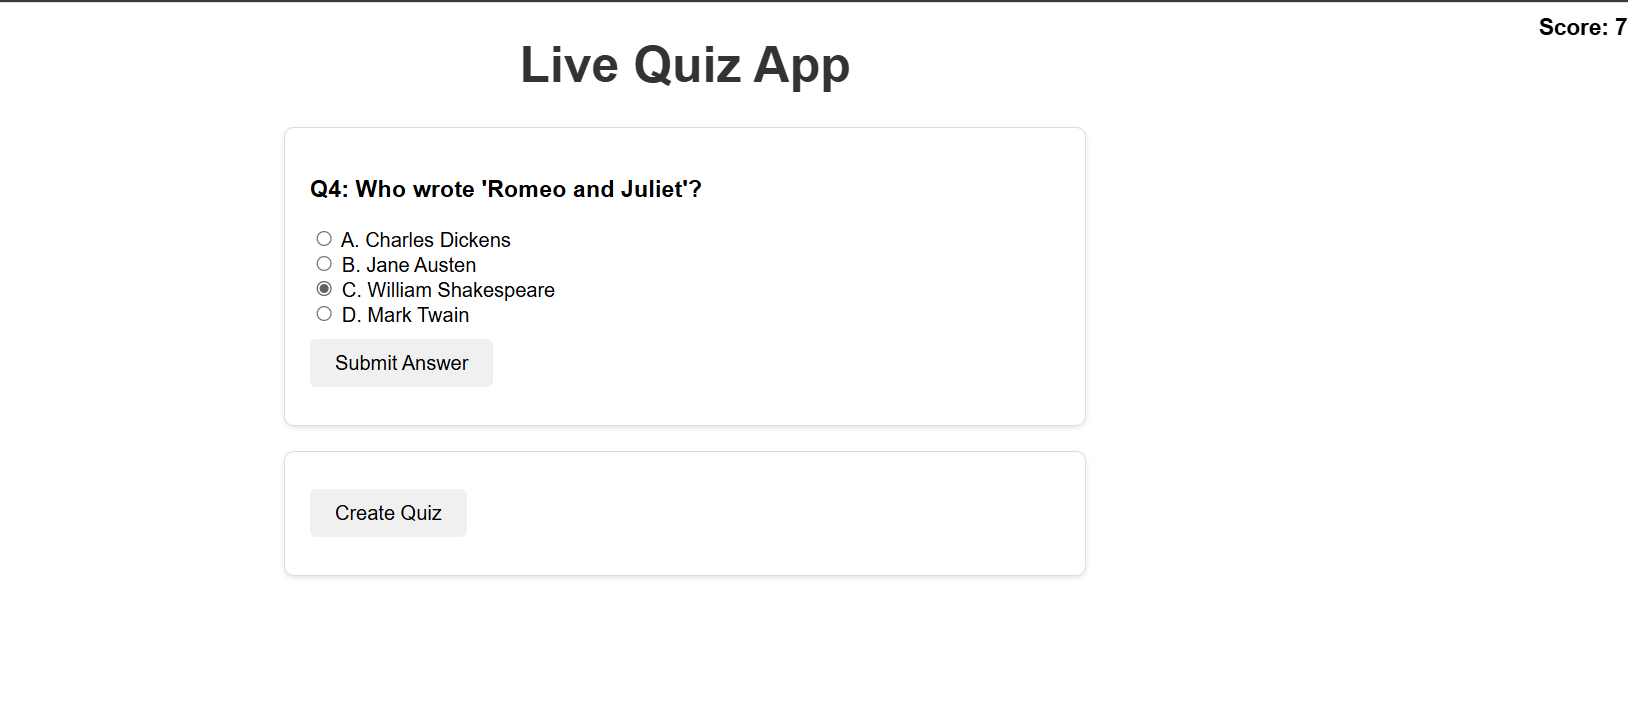 Score: 7
Live Quiz App
Q4: Who wrote 'Romeo and Juliet'?
A. Charles Dickens
B. Jane Austen
C. William Shakespeare
D. Mark Twain
Submit Answer
Create Quiz